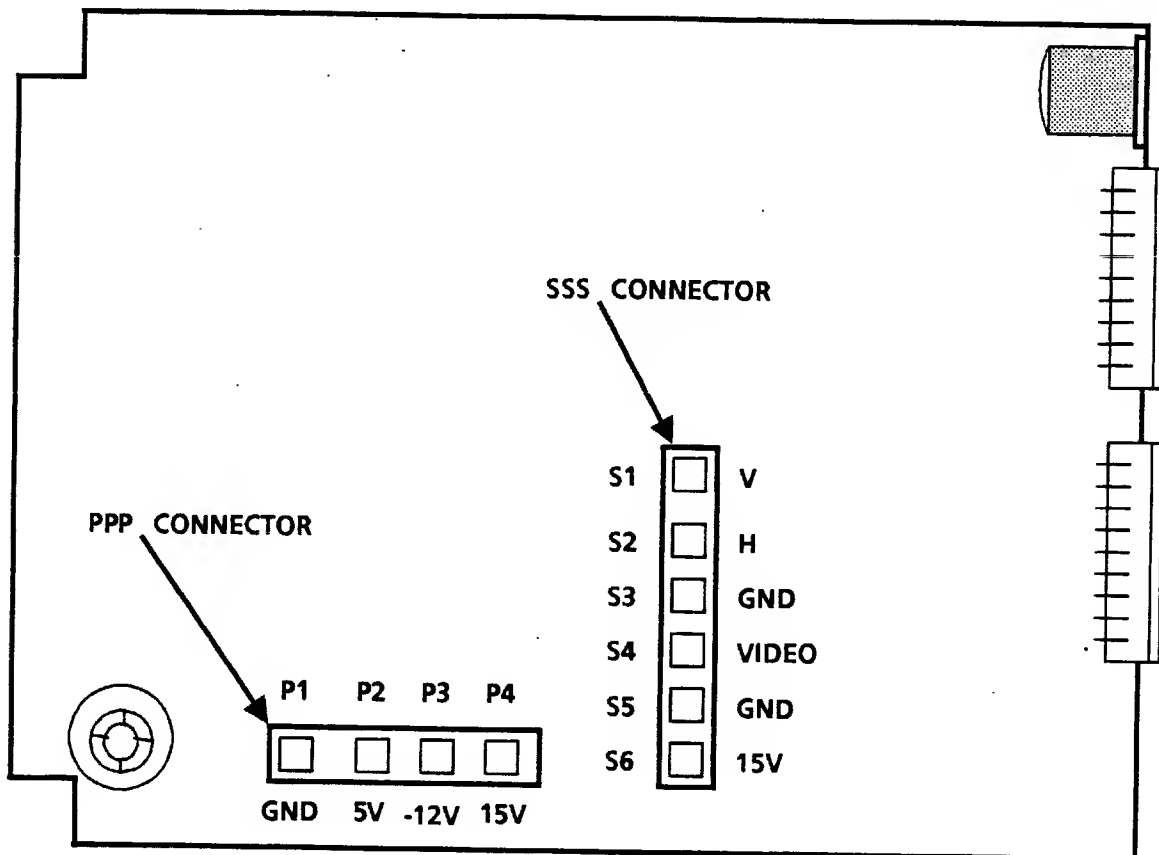 SSS CONNECTOR
S1 V
PPP CONNECTOR
S2 H
S3 GND
S4 VIDEO
P1 P2 P3 P4
S5 GND
S6 15V
GND 5V -12V 15V